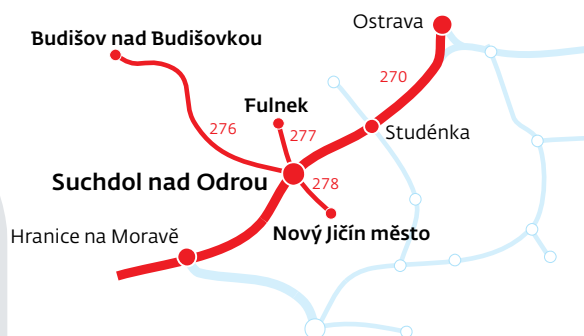 Ostrava
Budišov nad Budišovkou
270
Fulnek
276
277
Studénka
Suchdol nad Odrou
278
Hranice na Moravě
Nový Jičín město